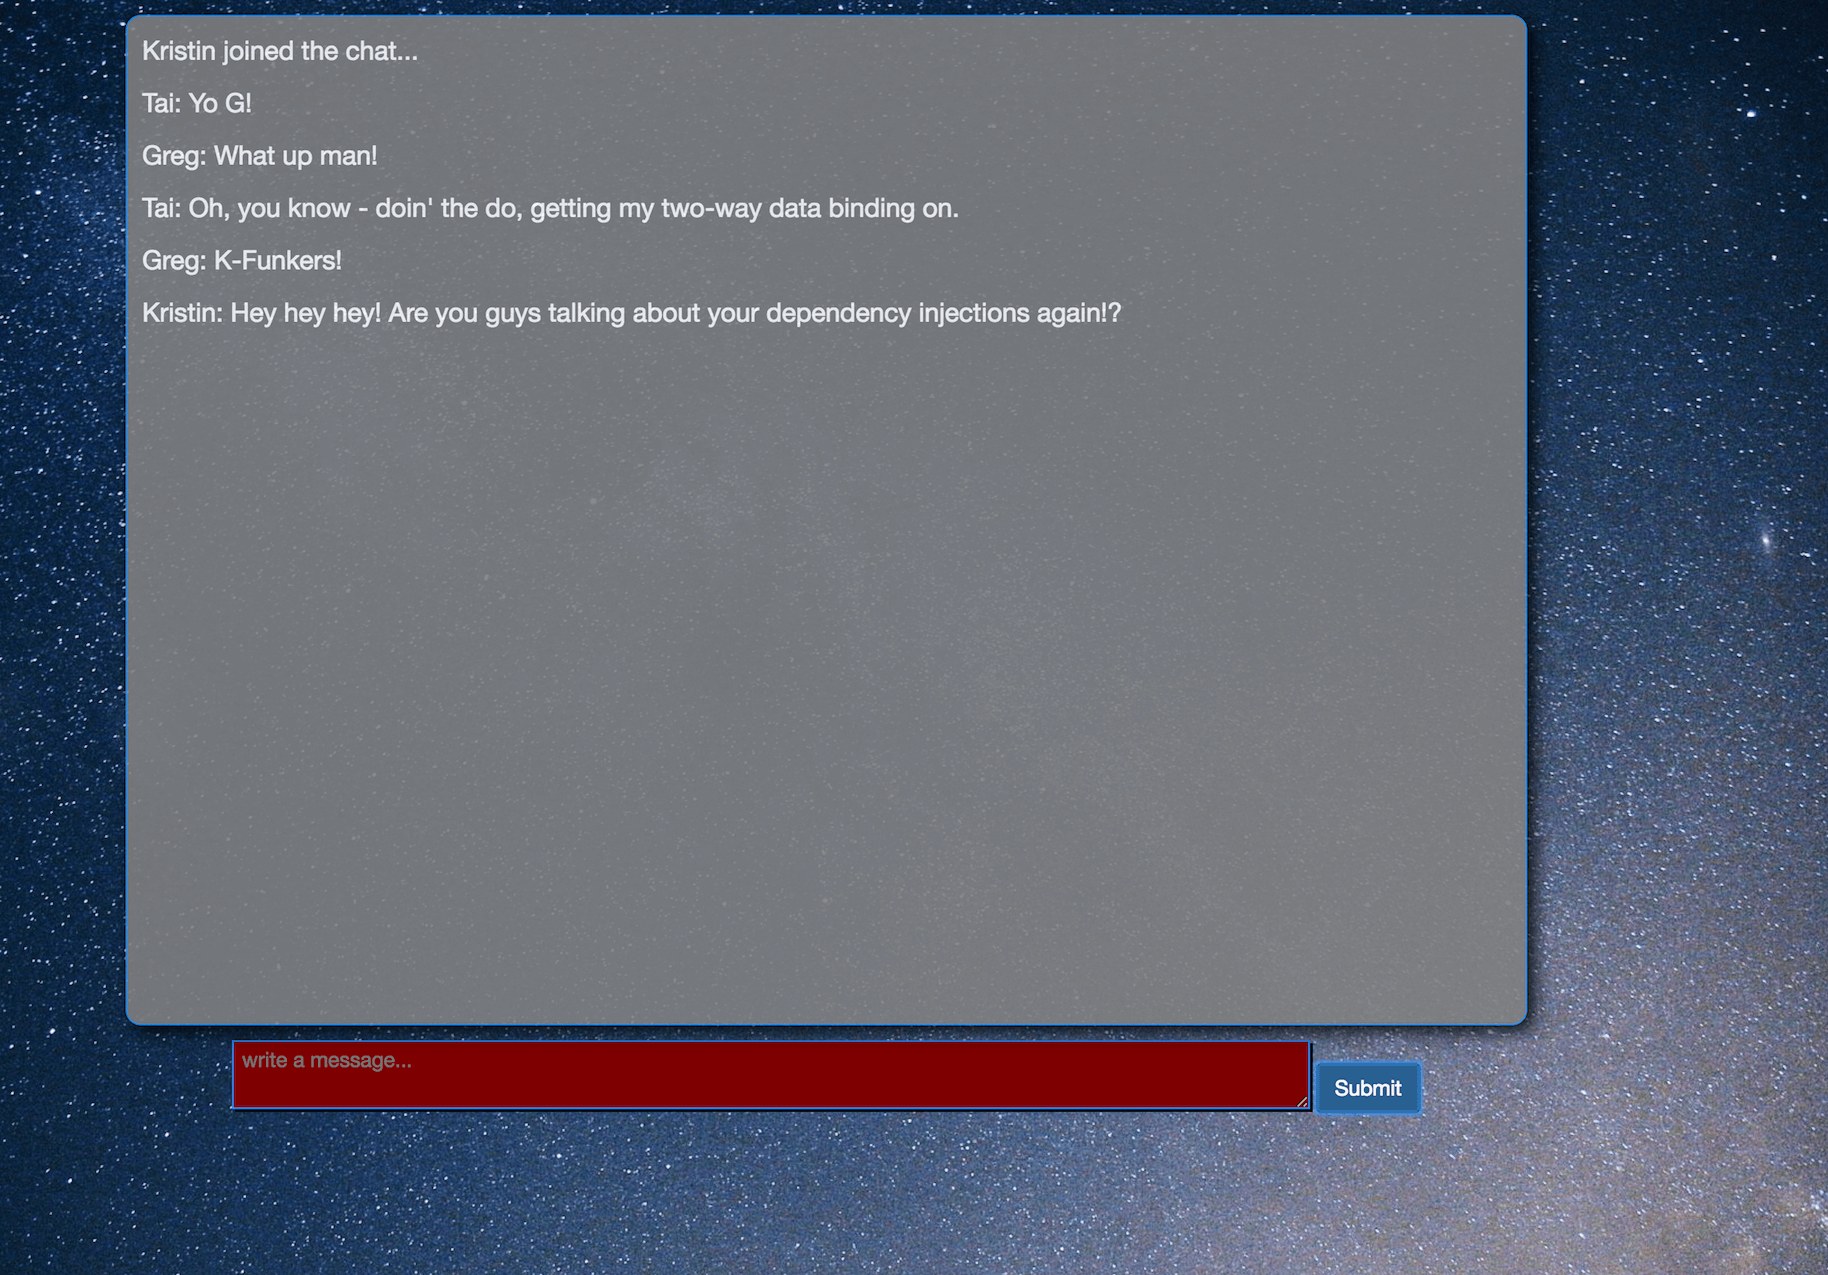 Kristin joined the chat...
Tai: Yo G!
Greg: What up man!
Tai: Oh, you know - doin' the do, getting my two-way data binding on.
Greg: K-Funkers!
Kristin: Hey hey hey! Are you guys talking about your dependency injections again!?
write a message...
Submit